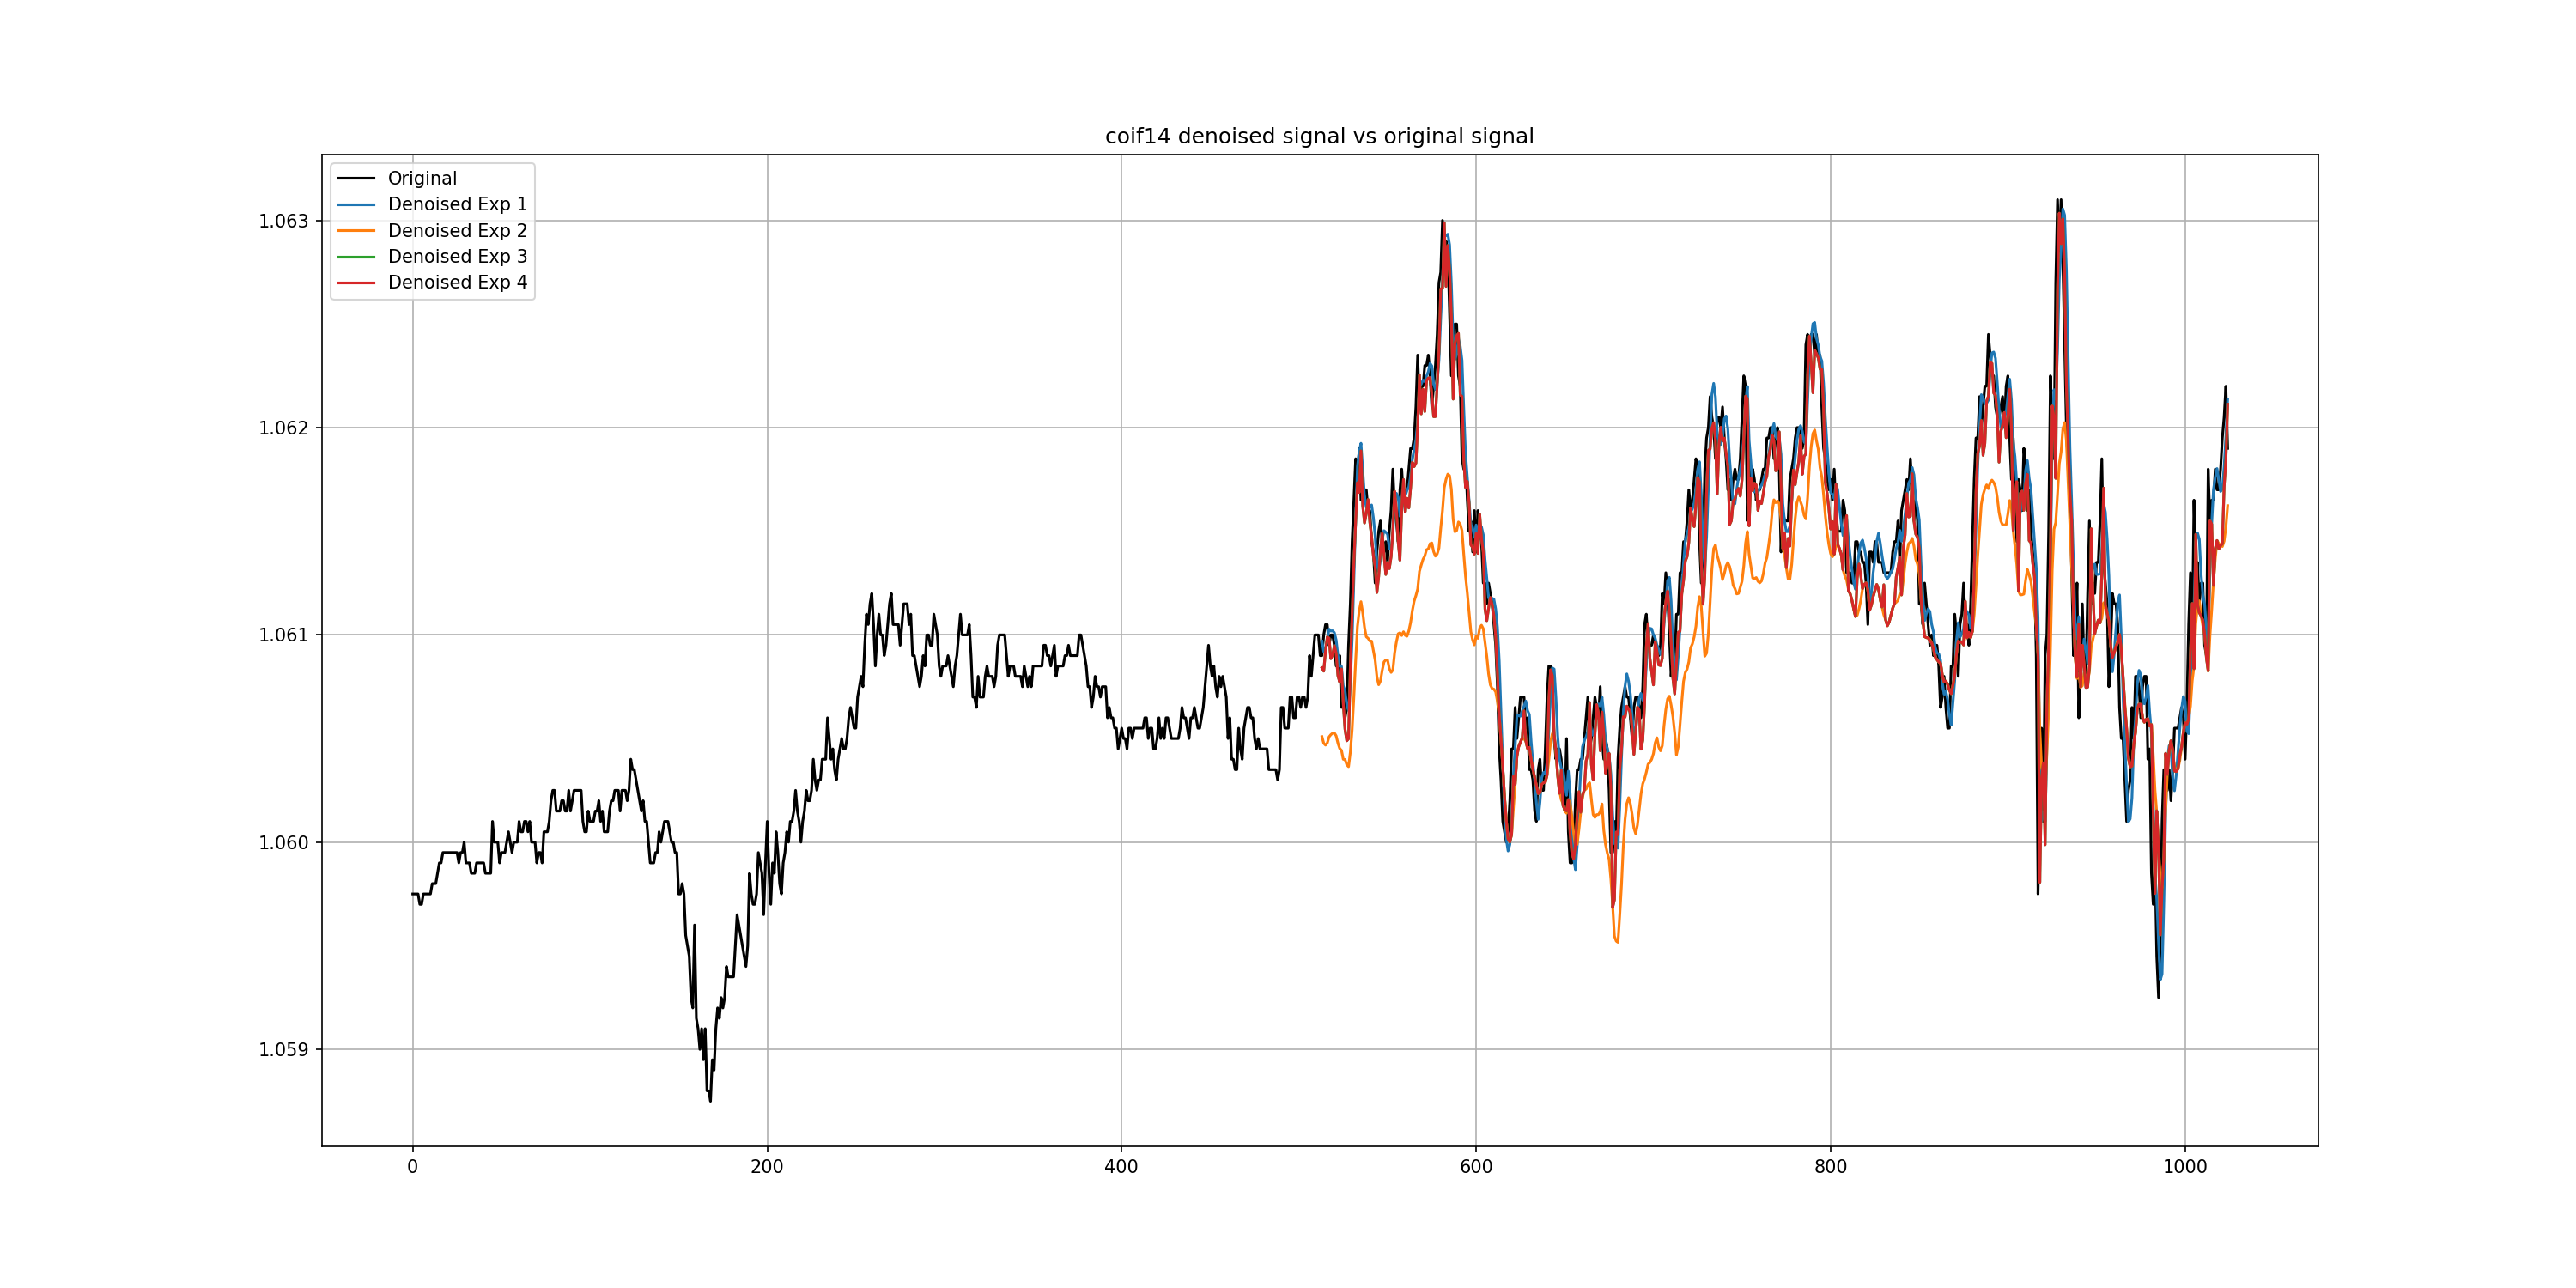 coif14 denoised signal vs original signal
Original
Denoised Exp 1
Denoised Exp 2
Denoised Exp 3
Denoised Exp 4
1.063
1.062
1.061
1.060
1.059
0 200 400 600 800 1000